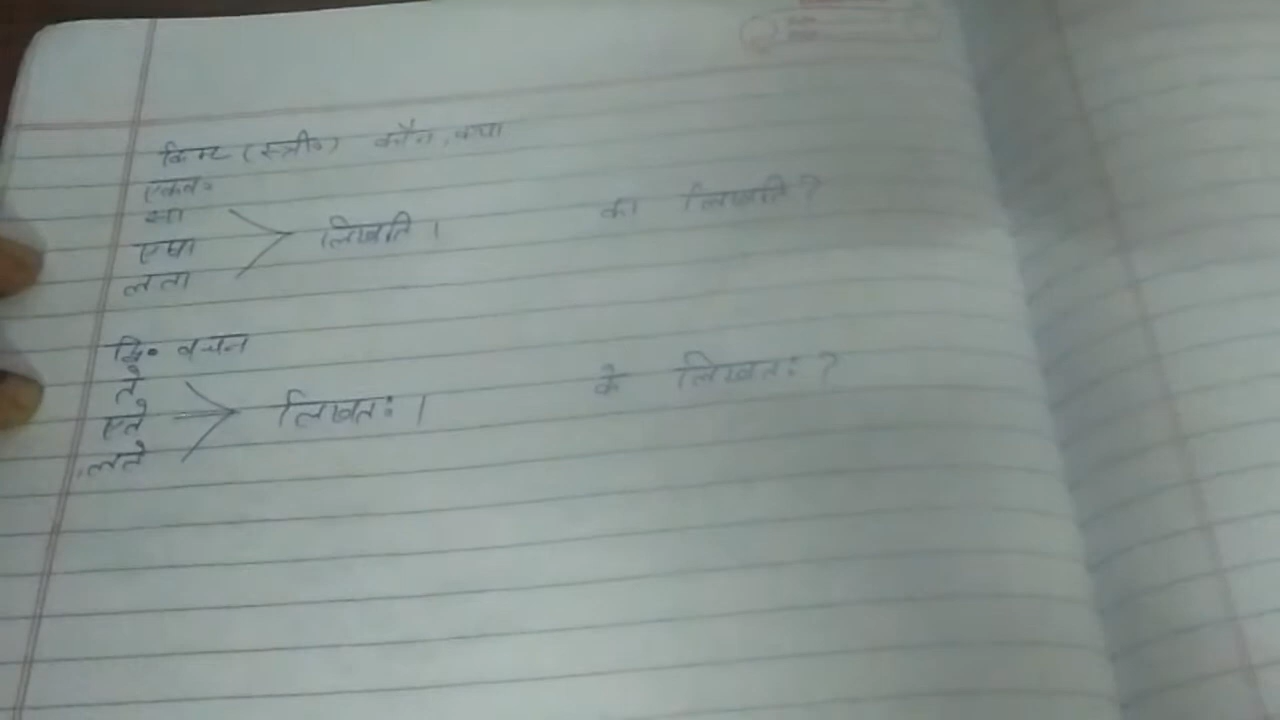 किम् (स्त्री०) कौन, क्या
एकव०
सा
एषा लिखति । का लिखति ?
लता
द्वि० वचन
ते
एते लिखतः । के लिखतः ?
लते